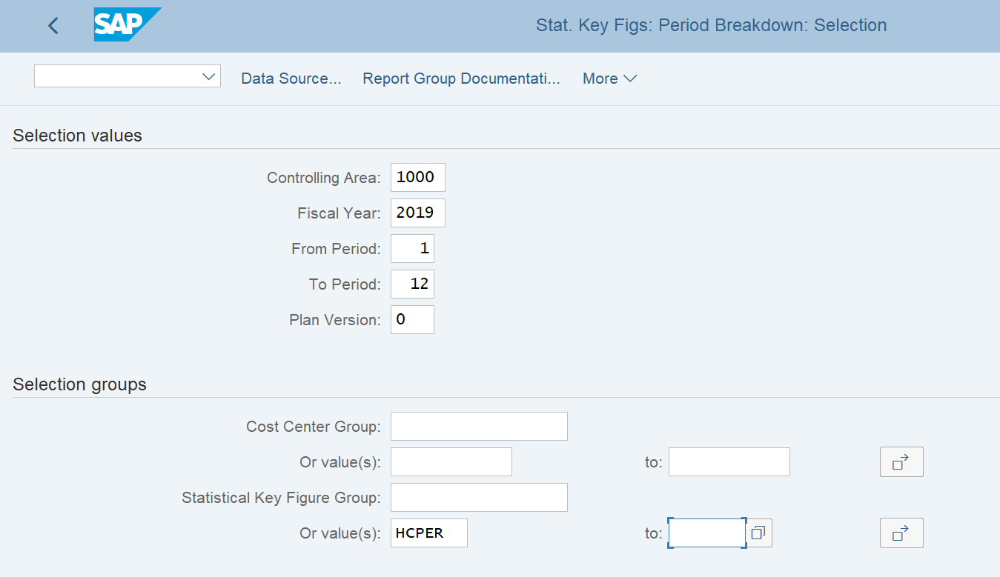 SAP
Stat. Key Figs: Period Breakdown: Selection
Data Source... Report Group Documentati... More
Selection values
Controlling Area: 1000
Fiscal Year: 2019
From Period: 1
To Period: 12
Plan Version: 0
Selection groups
Cost Center Group:
Or value(s): to:
Statistical Key Figure Group:
Or value(s): HCPER to: